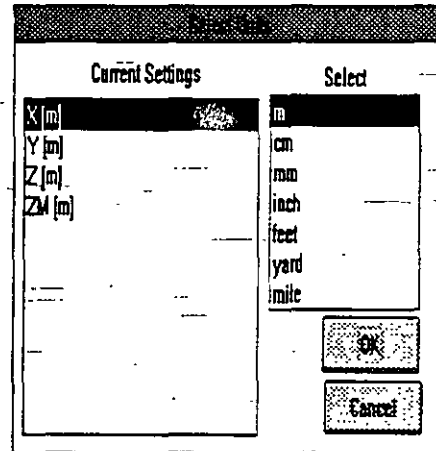 Current Settings
X [m]
Y [m]
Z [m]
ZM [m]
Select
m
cm
mm
inch
feet
yard
mile
OK
Cancel